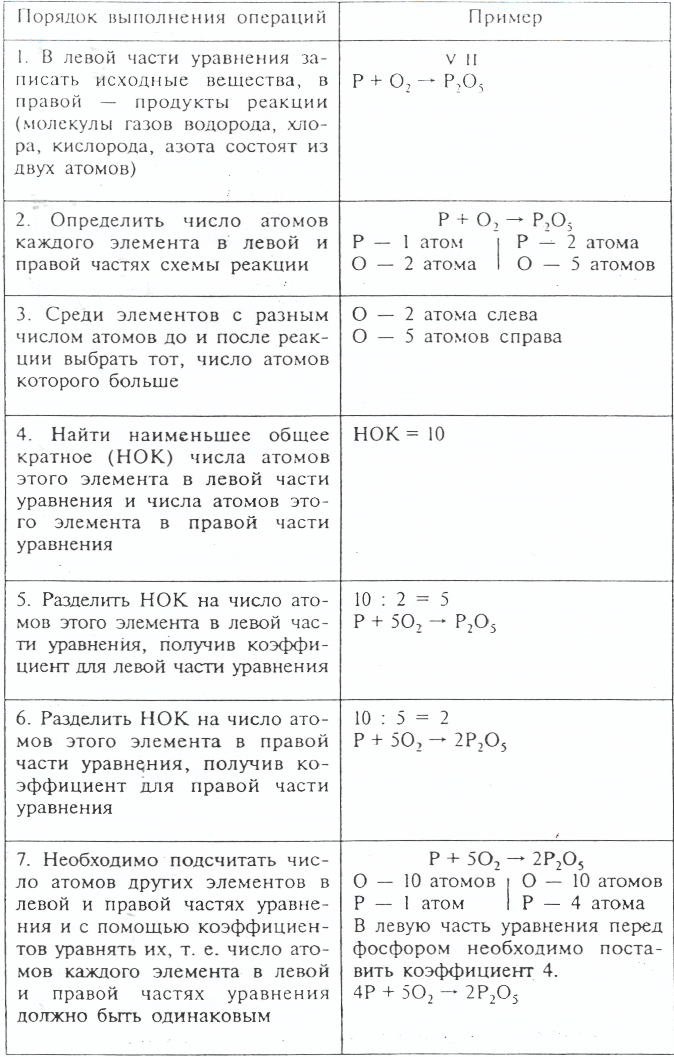 Порядок выполнения операций
Пример
1. В левой части уравнения за-
писать исходные вещества, в
правой — продукты реакции
(молекулы газов водорода, хло-
ра, кислорода, азота состоят из
двух атомов)
V II
P + O₂ → P₂O₅
2. Определить число атомов
каждого элемента в левой и
правой частях схемы реакции
P + O₂ → P₂O₅
P — 1 атом | P — 2 атома
O — 2 атома | O — 5 атомов
3. Среди элементов с разным
числом атомов до и после реак-
ции выбрать тот, число атомов
которого больше
O — 2 атома слева
O — 5 атомов справа
4. Найти наименьшее общее
кратное (НОК) числа атомов
этого элемента в левой части
уравнения и числа атомов это-
го элемента в правой части
уравнения
НОК = 10
5. Разделить НОК на число ато-
мов этого элемента в левой час-
ти уравнения, получив коэффи-
циент для левой части уравнения
10 : 2 = 5
P + 5O₂ → P₂O₅
6. Разделить НОК на число ато-
мов этого элемента в правой
части уравнения, получив ко-
эффициент для правой части
уравнения
10 : 5 = 2
P + 5O₂ → 2P₂O₅
7. Необходимо подсчитать чис-
ло атомов других элементов в
левой и правой частях уравне-
ния и с помощью коэффициен-
тов уравнять их, т. е. число ато-
мов каждого элемента в левой
и правой частях уравнения
должно быть одинаковым
P + 5O₂ → 2P₂O₅
O — 10 атомов | O — 10 атомов
P — 1 атом | P — 4 атома
В левую часть уравнения перед
фосфором необходимо поста-
вить коэффициент 4.
4P + 5O₂ → 2P₂O₅